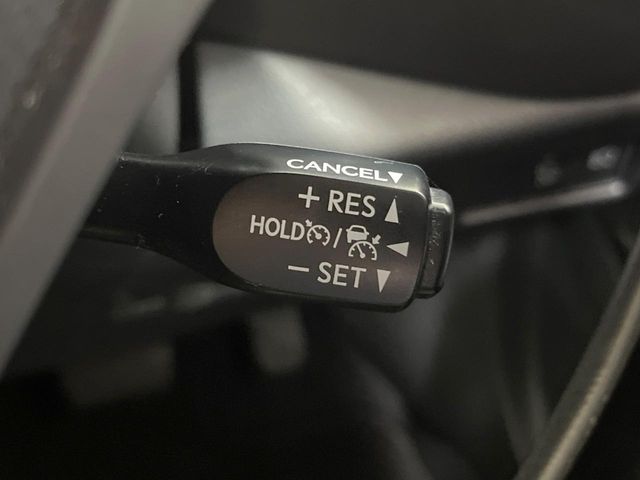 CANCEL▼
+ RES ▲
HOLD / ◀
− SET ▼